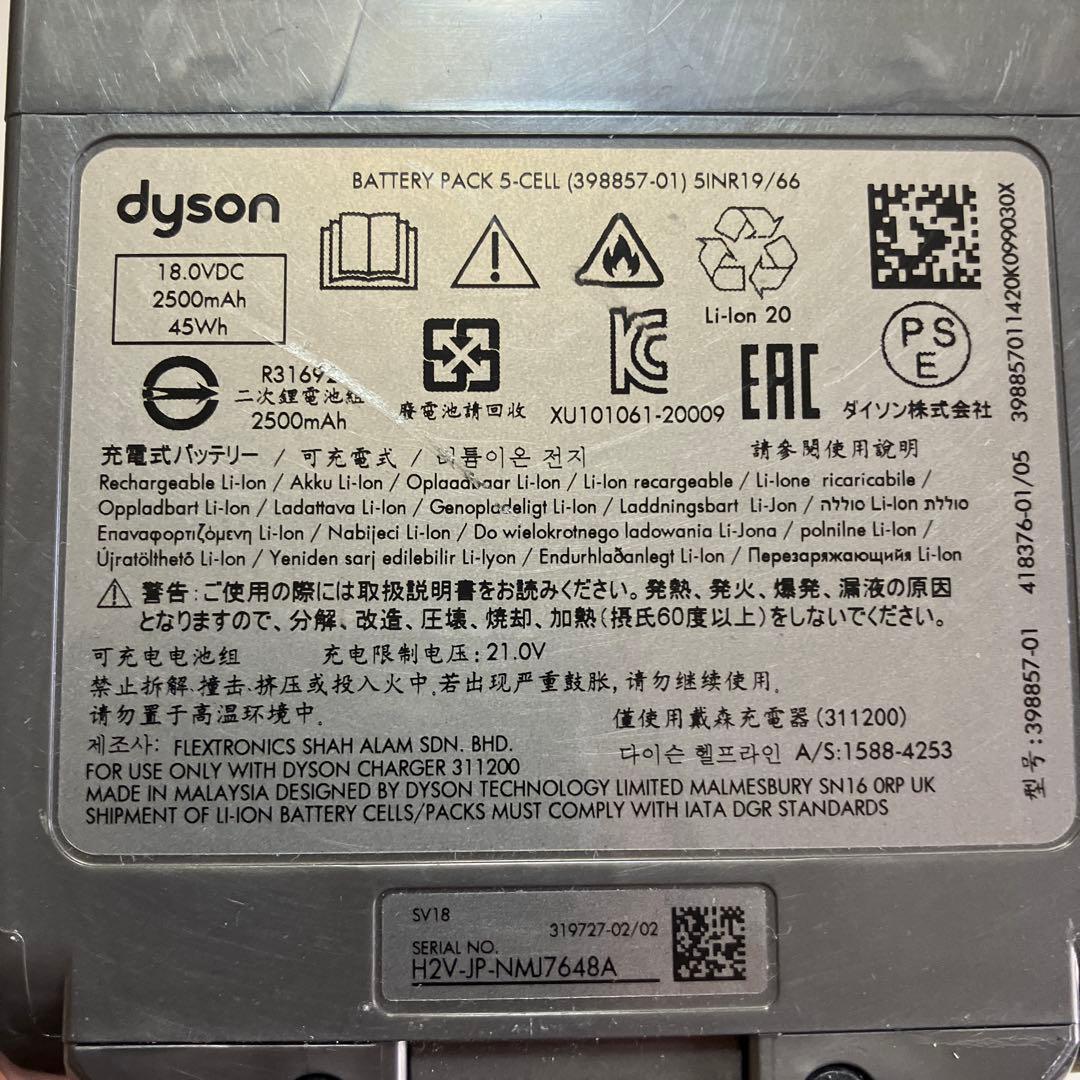 dyson
BATTERY PACK 5-CELL (398857-01) 5INR19/66
18.0VDC
2500mAh
45Wh
Li-Ion 20
二次鋰電池組
2500mAh
廢電池請回收
XU101061-20009
EAC
PSE
ダイソン株式会社
充電式バッテリー / 可充電式 / 리튬이온 전지
請參閱使用說明
Rechargeable Li-Ion / Akku Li-Ion / Oplaadbaar Li-Ion / Li-Ion recargeable / Li-Ione ricaricabile /
Oppladbart Li-Ion / Ladattava Li-Ion / Genopladeligt Li-Ion / Laddningsbart Li-Jon / סוללת Li-Ion סוללה /
Επαναφορτιζόμενη Li-Ion / Nabijeci Li-Ion / Do wielokrotnego ladowania Li-Jona / polnilne Li-Ion /
Újratölthető Li-Ion / Yeniden sarj edilebilir Li-Iyon / Endurhlaðanlegt Li-Ion / Перезаряжающийя Li-Ion
警告:ご使用の際には取扱説明書をお読みください。発熱、発火、爆発、漏液の原因
となりますので、分解、改造、圧壊、焼却、加熱(摂氏60度以上)をしないでください。
可充电电池组 充电限制电压:21.0V
禁止拆解、撞击、挤压或投入火中,若出现严重鼓胀,请勿继续使用.
请勿置于高温环境中.
僅使用戴森充電器(311200)
제조사: FLEXTRONICS SHAH ALAM SDN. BHD.
다이슨 헬프라인 A/S:1588-4253
FOR USE ONLY WITH DYSON CHARGER 311200
MADE IN MALAYSIA DESIGNED BY DYSON TECHNOLOGY LIMITED MALMESBURY SN16 0RP UK
SHIPMENT OF LI-ION BATTERY CELLS/PACKS MUST COMPLY WITH IATA DGR STANDARDS
型号:398857-01 418376-01/05 398857011420K099030X
SV18
319727-02/02
SERIAL NO.
H2V-JP-NMJ7648A